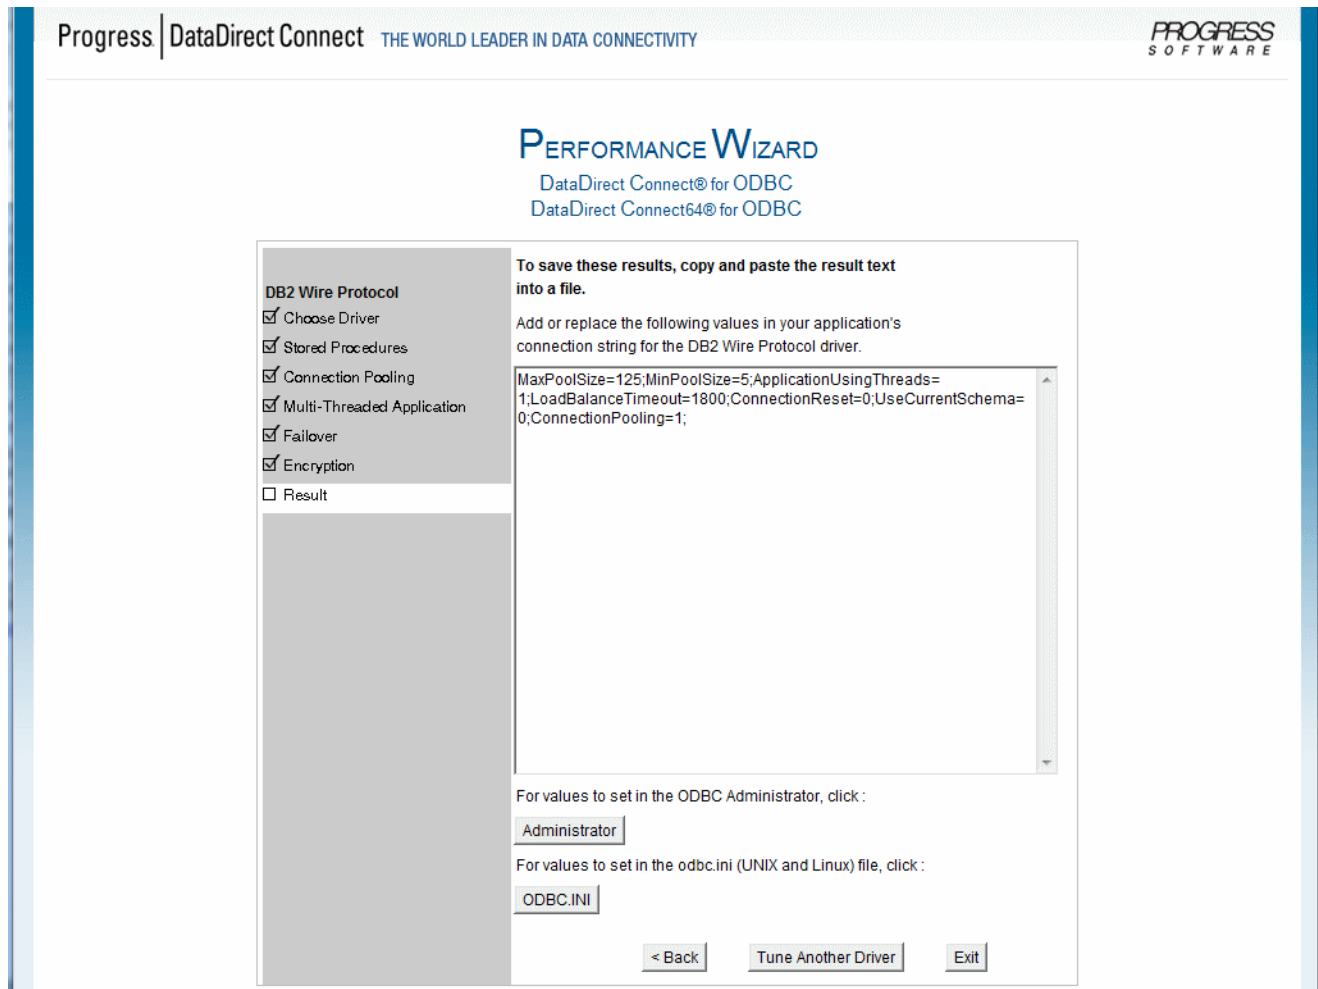 Progress | DataDirect Connect THE WORLD LEADER IN DATA CONNECTIVITY
PROGRESS
SOFTWARE
PERFORMANCE WIZARD
DataDirect Connect® for ODBC
DataDirect Connect64® for ODBC
DB2 Wire Protocol
Choose Driver
Stored Procedures
Connection Pooling
Multi-Threaded Application
Failover
Encryption
Result
To save these results, copy and paste the result text
into a file.
Add or replace the following values in your application's
connection string for the DB2 Wire Protocol driver.
MaxPoolSize=125;MinPoolSize=5;ApplicationUsingThreads=
1;LoadBalanceTimeout=1800;ConnectionReset=0;UseCurrentSchema=
0;ConnectionPooling=1;
For values to set in the ODBC Administrator, click :
Administrator
For values to set in the odbc.ini (UNIX and Linux) file, click :
ODBC.INI
< Back Tune Another Driver Exit